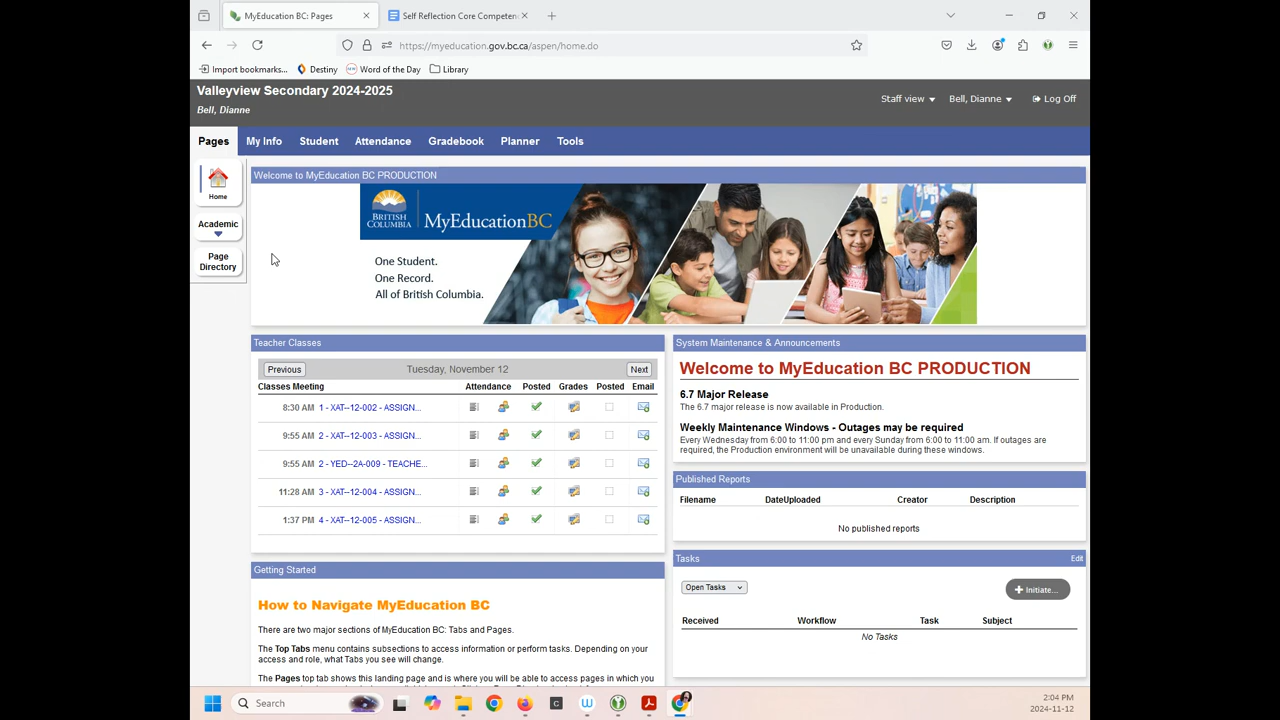 MyEducation BC: Pages
Self Reflection Core Competen
https://myeducation.gov.bc.ca/aspen/home.do
Import bookmarks... Destiny Word of the Day Library
Valleyview Secondary 2024-2025
Bell, Dianne
Staff view Bell, Dianne Log Off
Pages My Info Student Attendance Gradebook Planner Tools
Home
Academic
Page
Directory
Welcome to MyEducation BC PRODUCTION
BRITISH
COLUMBIA
MyEducationBC
One Student.
One Record.
All of British Columbia.
Teacher Classes
Previous Tuesday, November 12 Next
Classes Meeting Attendance Posted Grades Posted Email
8:30 AM 1 - XAT--12-002 - ASSIGN...
9:55 AM 2 - XAT--12-003 - ASSIGN...
9:55 AM 2 - YED--2A-009 - TEACHE...
11:28 AM 3 - XAT--12-004 - ASSIGN...
1:37 PM 4 - XAT--12-005 - ASSIGN...
Getting Started
How to Navigate MyEducation BC
There are two major sections of MyEducation BC: Tabs and Pages.
The Top Tabs menu contains subsections to access information or perform tasks. Depending on your
access and role, what Tabs you see will change.
The Pages top tab shows this landing page and is where you will be able to access pages in which you
System Maintenance & Announcements
Welcome to MyEducation BC PRODUCTION
6.7 Major Release
The 6.7 major release is now available in Production.
Weekly Maintenance Windows - Outages may be required
Every Wednesday from 6:00 to 11:00 pm and every Sunday from 6:00 to 11:00 am. If outages are
required, the Production environment will be unavailable during these windows.
Published Reports
Filename DateUploaded Creator Description
No published reports
Tasks Edit
Open Tasks Initiate...
Received Workflow Task Subject
No Tasks
Search
2:04 PM
2024-11-12